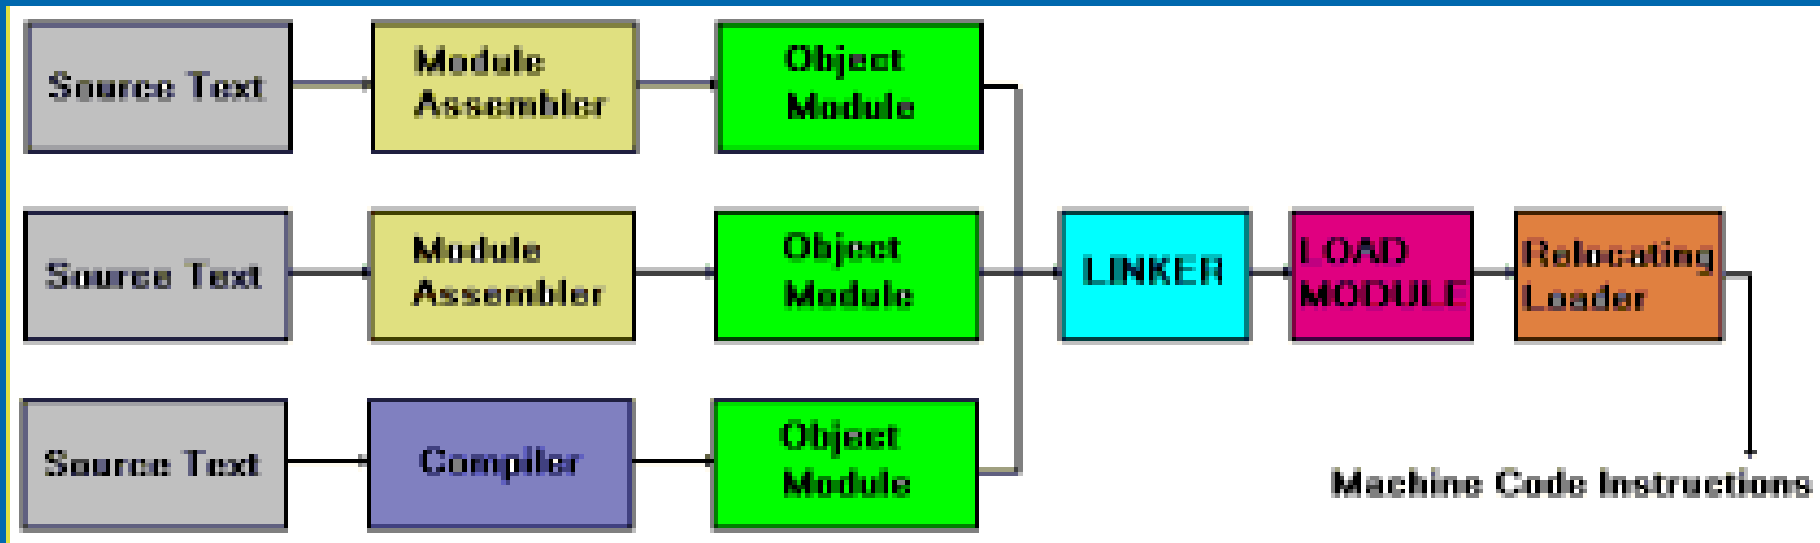 Source Text
Module
Assembler
Object
Module
Source Text
Module
Assembler
Object
Module
LINKER
LOAD
MODULE
Relocating
Loader
Source Text
Compiler
Object
Module
Machine Code Instructions